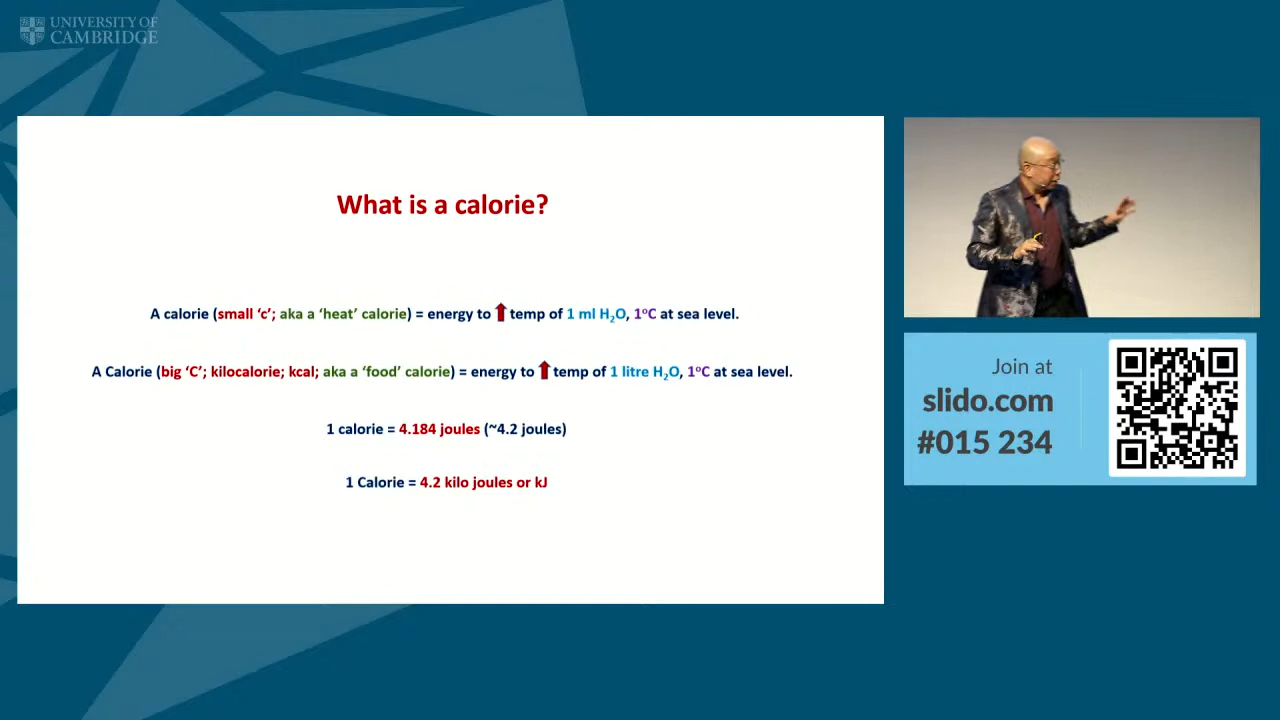 UNIVERSITY OF
CAMBRIDGE
What is a calorie?
A calorie (small ‘c’; aka a ‘heat’ calorie) = energy to ⬆ temp of 1 ml H₂O, 1°C at sea level.
A Calorie (big ‘C’; kilocalorie; kcal; aka a ‘food’ calorie) = energy to ⬆ temp of 1 litre H₂O, 1°C at sea level.
1 calorie = 4.184 joules (~4.2 joules)
1 Calorie = 4.2 kilo joules or kJ
Join at
slido.com
#015 234